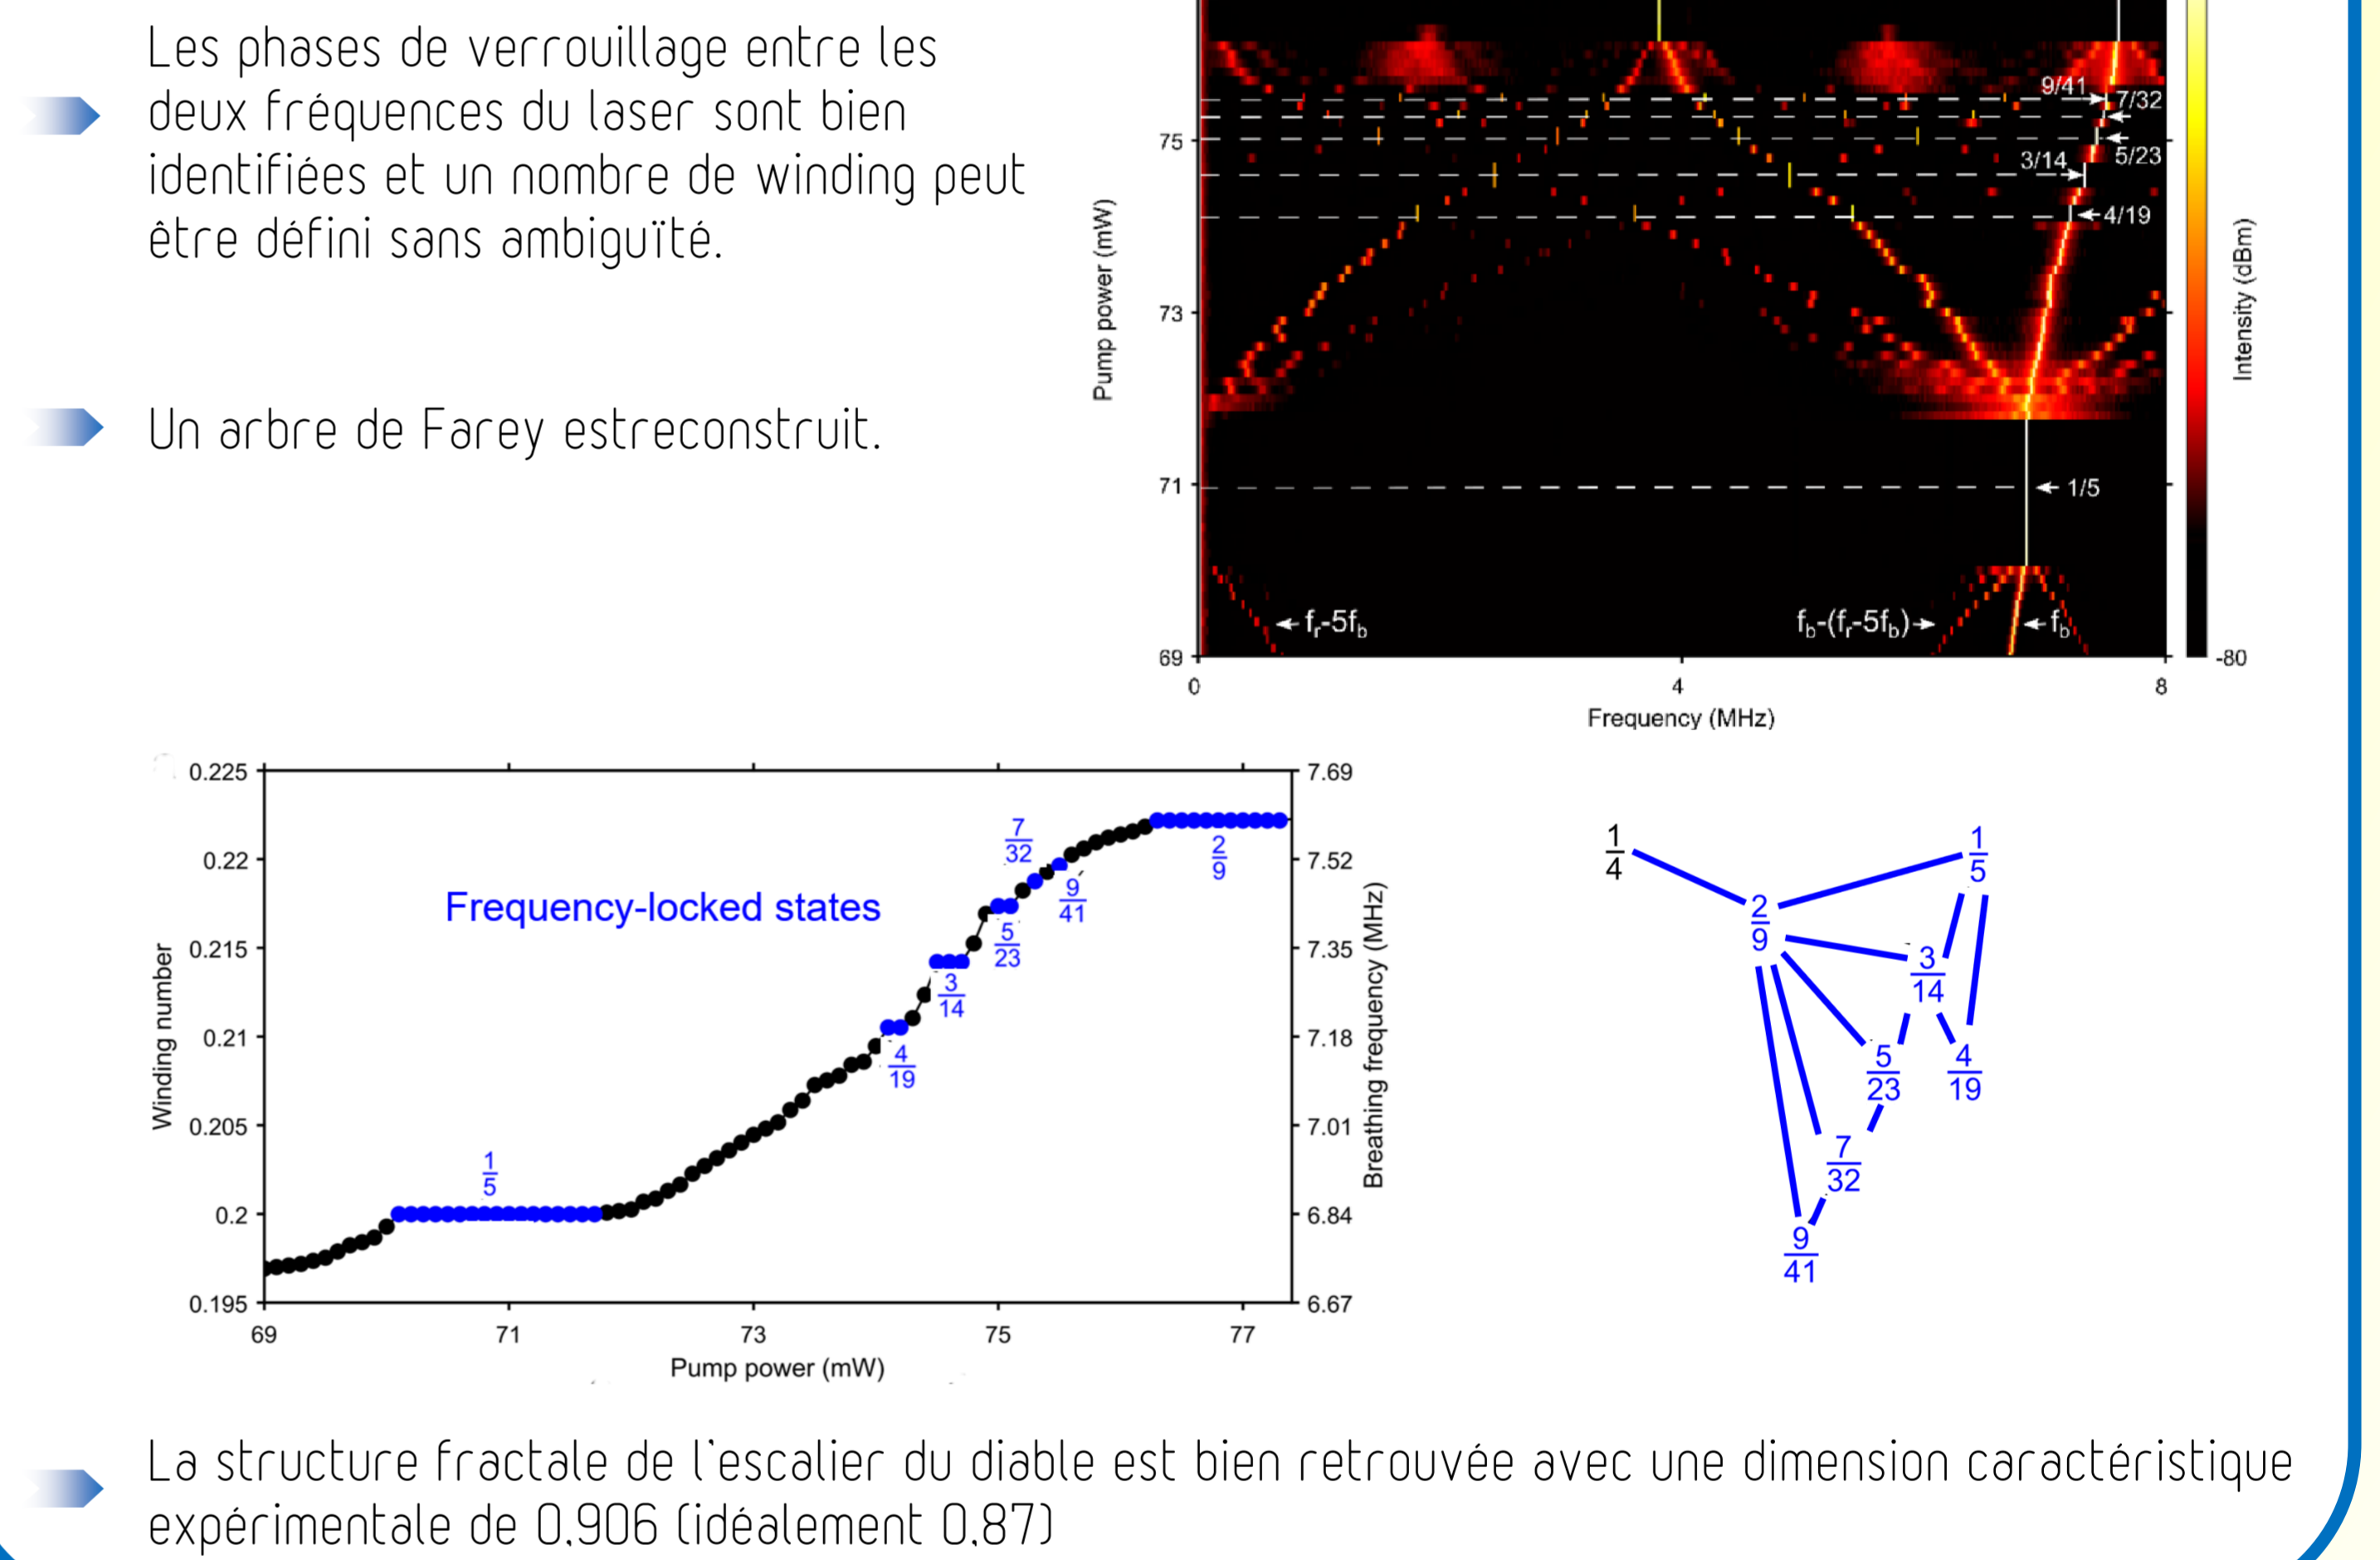 Les phases de verrouillage entre les
deux fréquences du laser sont bien
identifiées et un nombre de winding peut
être défini sans ambiguïté.
Un arbre de Farey estreconstruit.
9/41
7/32
75
5/23
3/14
4/19
73
71
1/5
fr-5fb
fb-(fr-5fb)
fb
69
-80
0
4
8
Pump power (mW)
Frequency (MHz)
Intensity (dBm)
0.225
0.22
0.215
0.21
0.205
0.2
0.195
Winding number
7.69
7.52
7.35
7.18
7.01
6.84
6.67
Breathing frequency (MHz)
Frequency-locked states
1/5
4/19
3/14
5/23
7/32
9/41
2/9
69
71
73
75
77
Pump power (mW)
1/4
1/5
2/9
3/14
5/23
4/19
7/32
9/41
La structure fractale de l'escalier du diable est bien retrouvée avec une dimension caractéristique
expérimentale de 0.906 (idéalement 0.87)